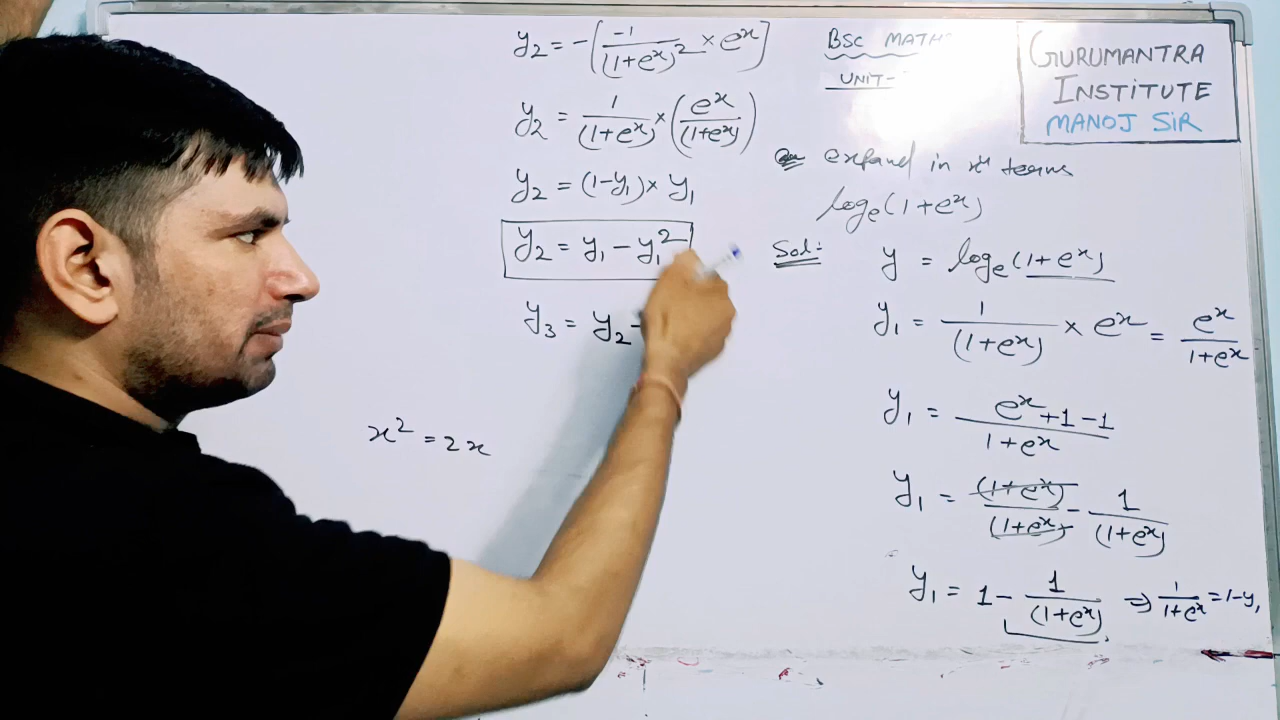 BSC MATH
UNIT-
GURUMANTRA
INSTITUTE
MANOJ SIR
expand in xⁿ terms
logₑ(1+eˣ)
Sol:
y = logₑ(1+eˣ)
y₁ = 1/(1+eˣ) × eˣ = eˣ/1+eˣ
y₁ = eˣ+1-1/1+eˣ
y₁ = (1+eˣ)/(1+eˣ) - 1/(1+eˣ)
y₁ = 1- 1/(1+eˣ) ⇒ 1/1+eˣ = 1-y₁
y₂ = -[-1/(1+eˣ)² × eˣ]
y₂ = 1/(1+eˣ) × (eˣ/(1+eˣ))
y₂ = (1-y₁) × y₁
y₂ = y₁ - y₁²
y₃ = y₂ -
x² = 2x